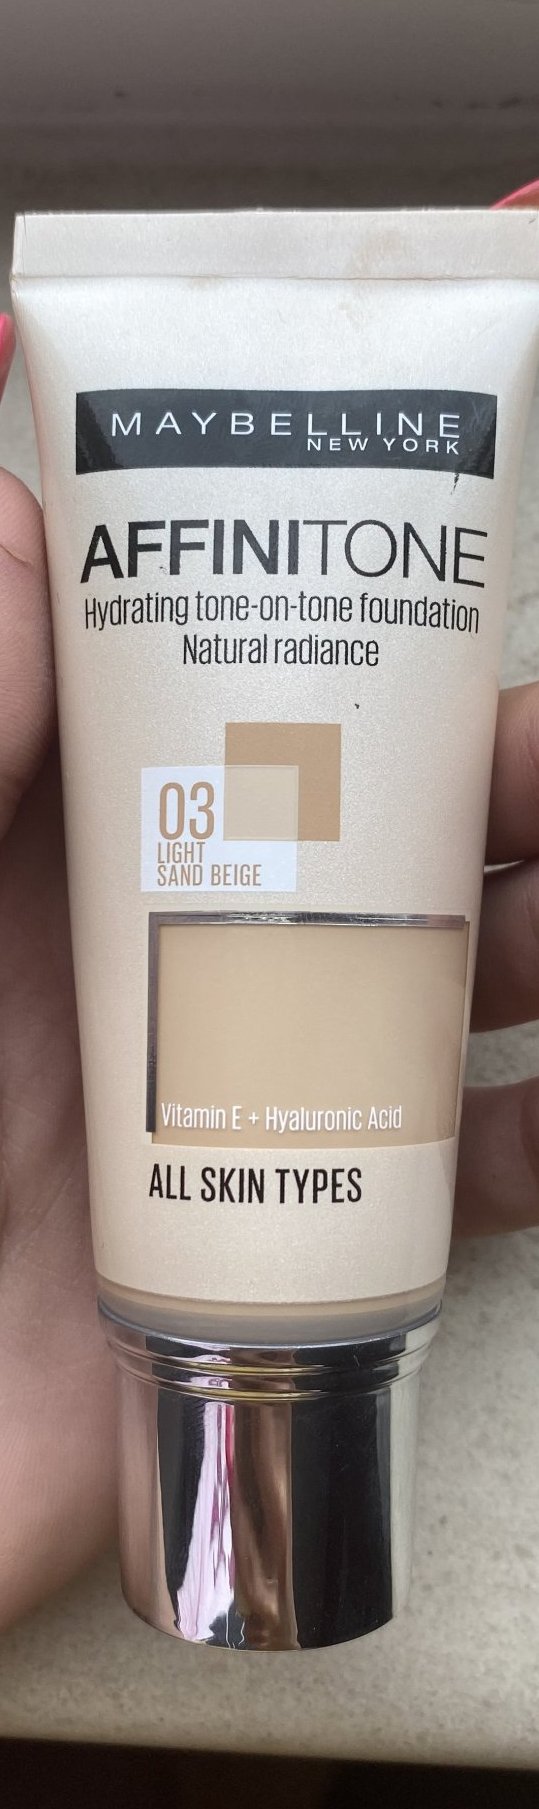 MAYBELLINE
NEW YORK
AFFINITONE
Hydrating tone-on-tone foundation
Natural radiance
03
LIGHT
SAND BEIGE
Vitamin E + Hyaluronic Acid
ALL SKIN TYPES